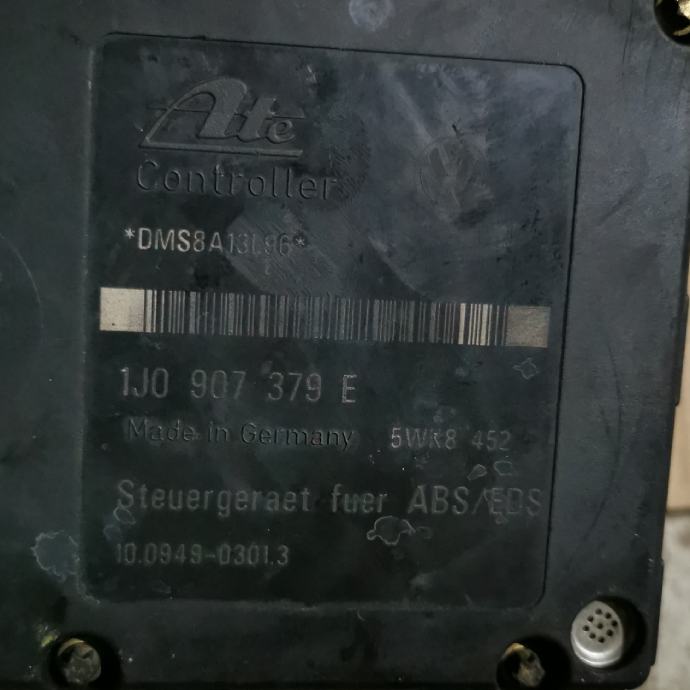 Ate
Controller
*DMS8A13L96*
1J0 907 379 E
Made in Germany 5WK8 452
Steuergeraet fuer ABS/EDS
10.0949-0301.3